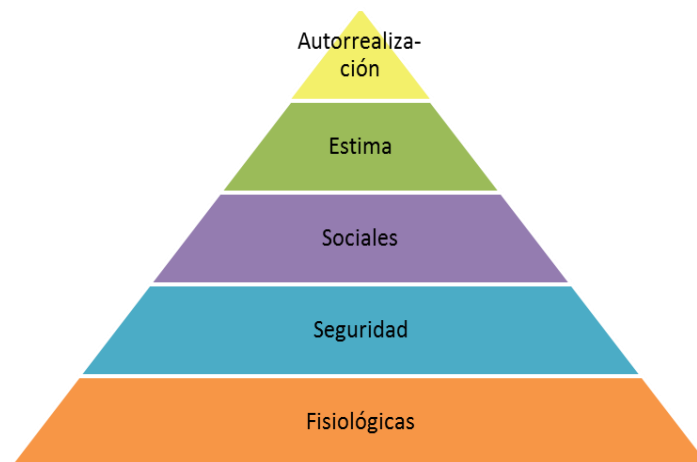 Autorrealiza-
ción
Estima
Sociales
Seguridad
Fisiológicas